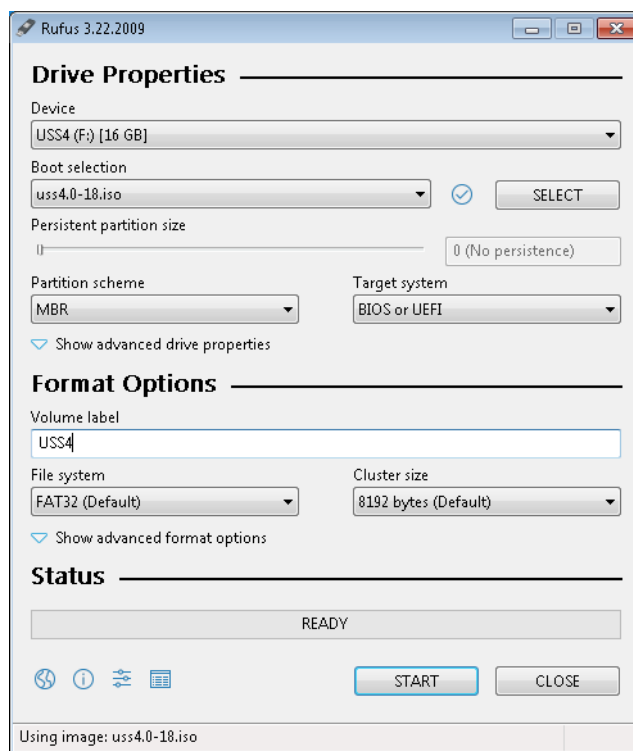 Rufus 3.22.2009
Drive Properties
Device
USS4 (F:) [16 GB]
Boot selection
uss4.0-18.iso
SELECT
Persistent partition size
0 (No persistence)
Partition scheme
Target system
MBR
BIOS or UEFI
Show advanced drive properties
Format Options
Volume label
USS4
File system
Cluster size
FAT32 (Default)
8192 bytes (Default)
Show advanced format options
Status
READY
START
CLOSE
Using image: uss4.0-18.iso